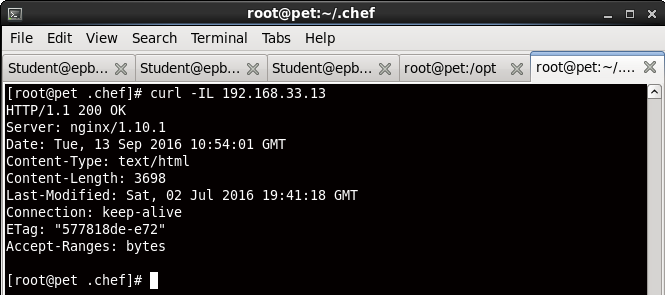 root@pet:~/.chef
File Edit View Search Terminal Tabs Help
Student@epb... Student@epb... Student@epb... root@pet:/opt root@pet:~/....
[root@pet .chef]# curl -IL 192.168.33.13
HTTP/1.1 200 OK
Server: nginx/1.10.1
Date: Tue, 13 Sep 2016 10:54:01 GMT
Content-Type: text/html
Content-Length: 3698
Last-Modified: Sat, 02 Jul 2016 19:41:18 GMT
Connection: keep-alive
ETag: "577818de-e72"
Accept-Ranges: bytes
[root@pet .chef]#